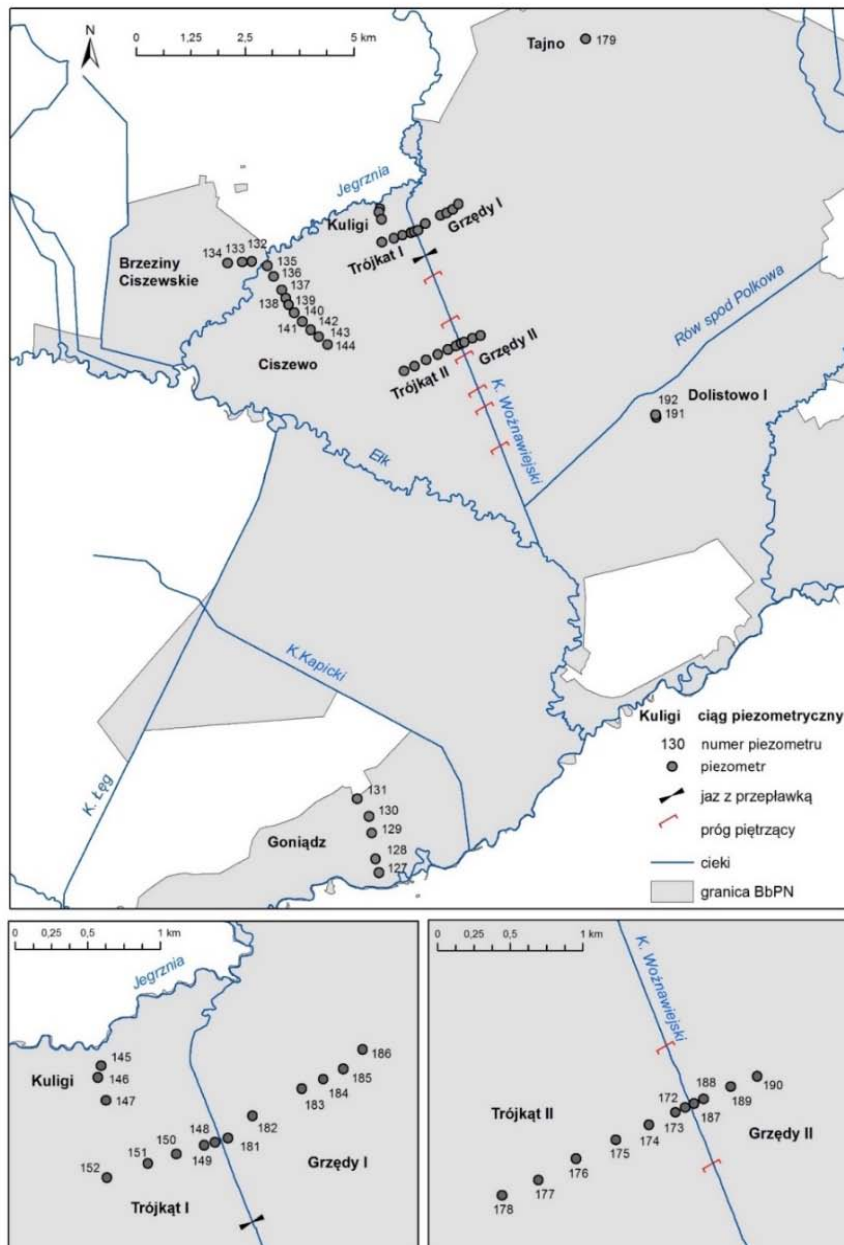 N
0 1,25 2,5 5 km
Tajno
179
Jegrznia
Kuligi
Grzędy I
Trójkąt I
Brzeziny
Ciszewskie
134 133 132
135
136
137
138 139
140
141 142
143
144
Ciszewo
Trójkąt II
Grzędy II
Rów spod Polkowa
K. Woźnawiejski
192
191
Dolistowo I
Ełk
K.Kapicki
K. Łęg
131
130
129
128
127
Goniądz
Kuligi ciąg piezometryczny
130 numer piezometru
piezometr
jaz z przepławką
próg piętrzący
cieki
granica BbPN
0 0,25 0,5 1 km
Jegrznia
145
146
147
Kuligi
186
185
184
183
182
181
148
149
150
151
152
Trójkąt I
Grzędy I
0 0,25 0,5 1 km
K. Woźnawiejski
190
189
188
187
172
173
174
175
176
177
178
Trójkąt II
Grzędy II